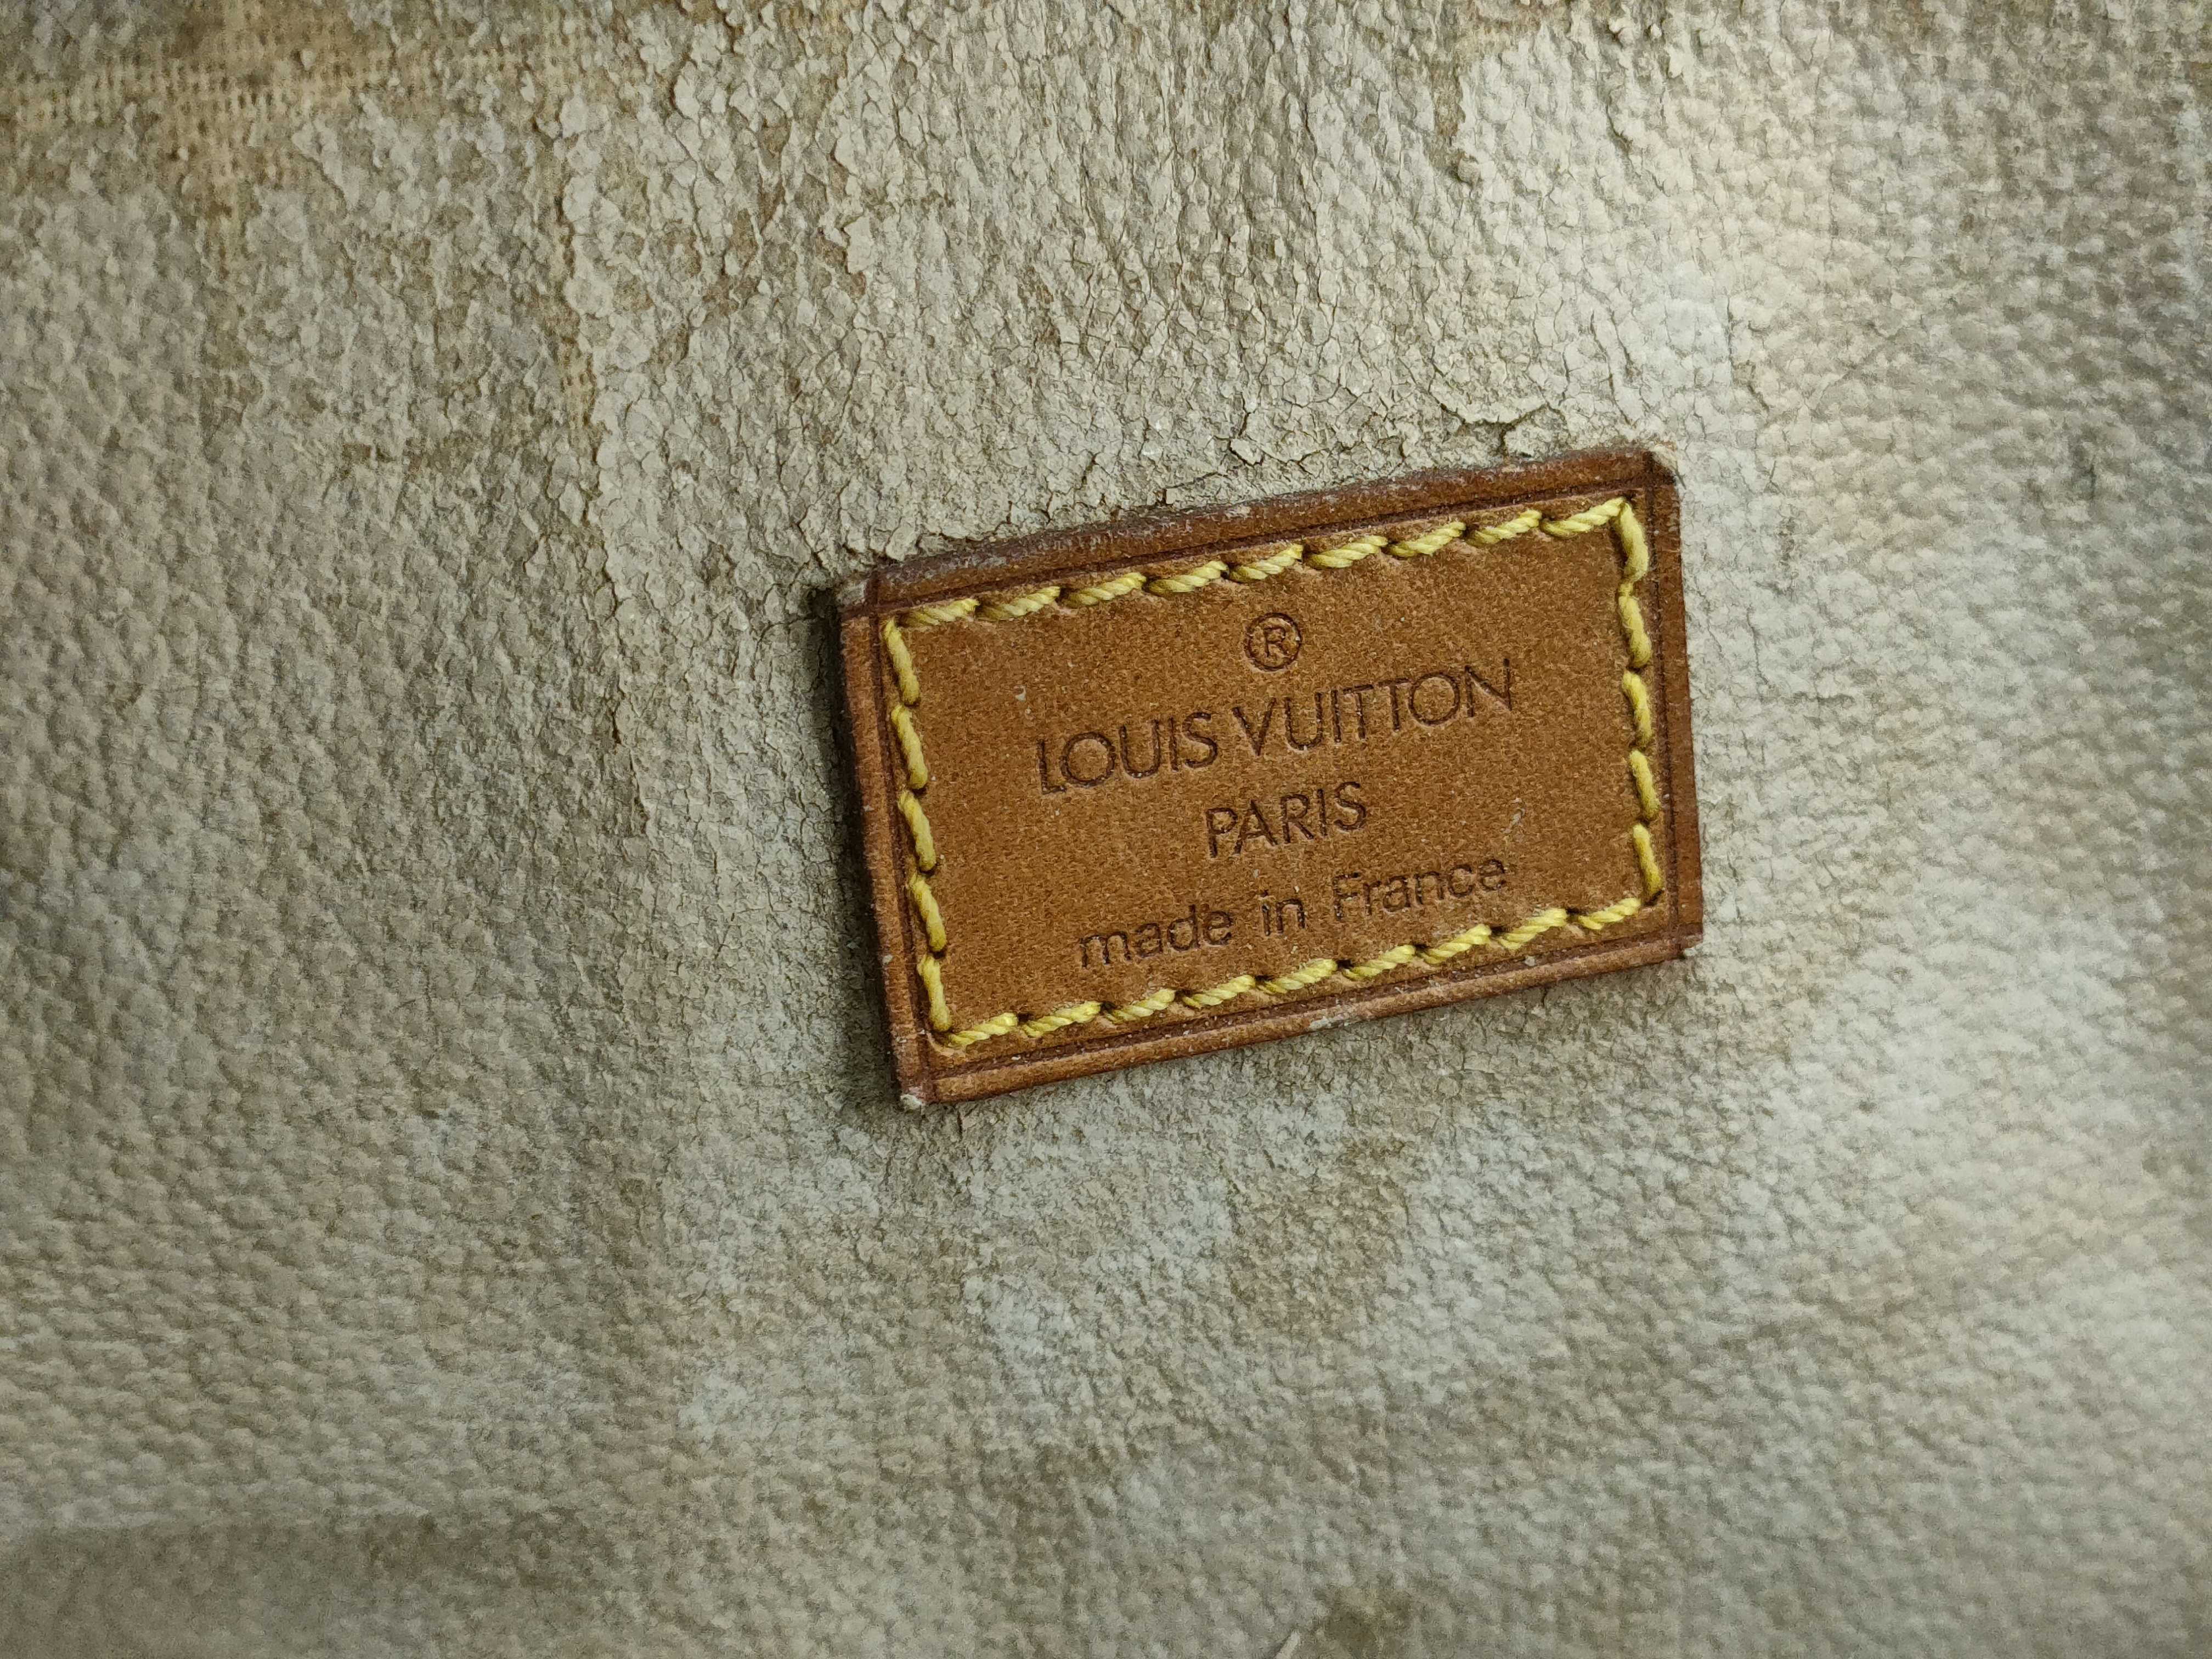 ®
LOUIS VUITTON
PARIS
made in France